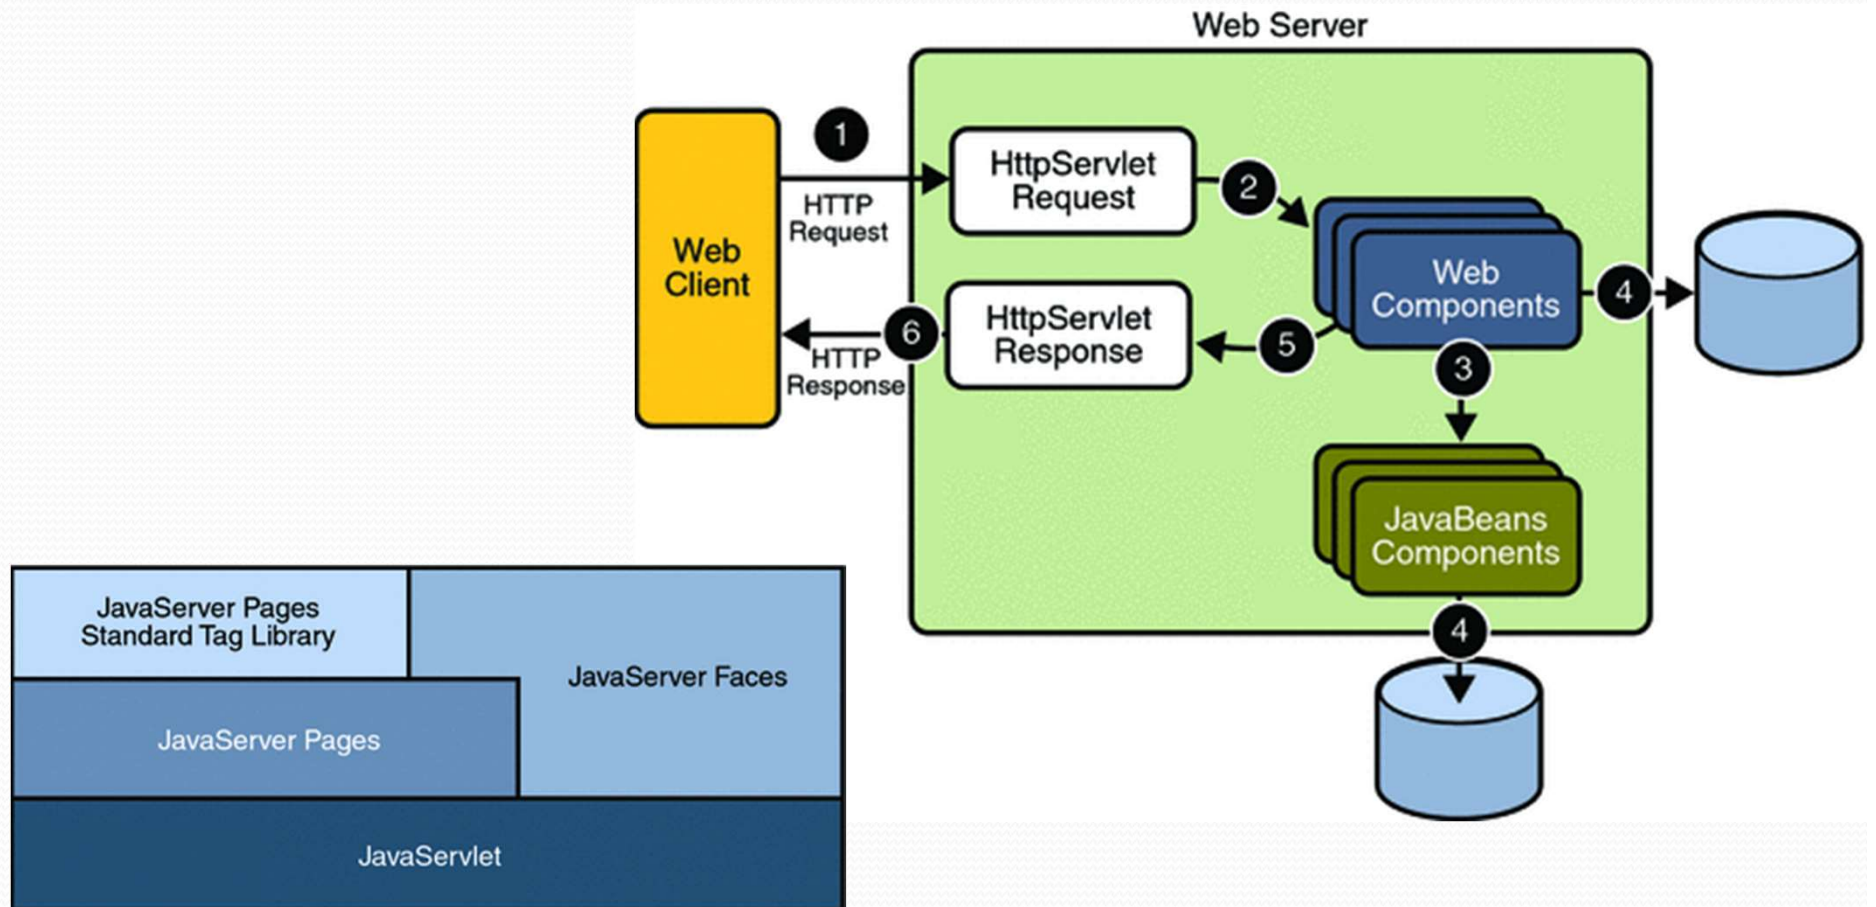 Web Server
1
HTTP
Request
Web
Client
HttpServlet
Request
2
Web
Components
4
3
HttpServlet
Response
5
6
HTTP
Response
JavaBeans
Components
4
JavaServer Pages
Standard Tag Library
JavaServer Faces
JavaServer Pages
JavaServlet